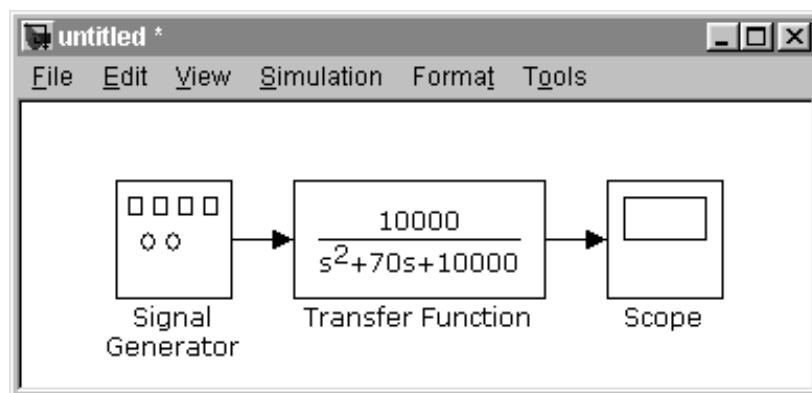 untitled *
File Edit View Simulation Format Tools
10000
s²+70s+10000
Signal
Generator
Transfer Function
Scope